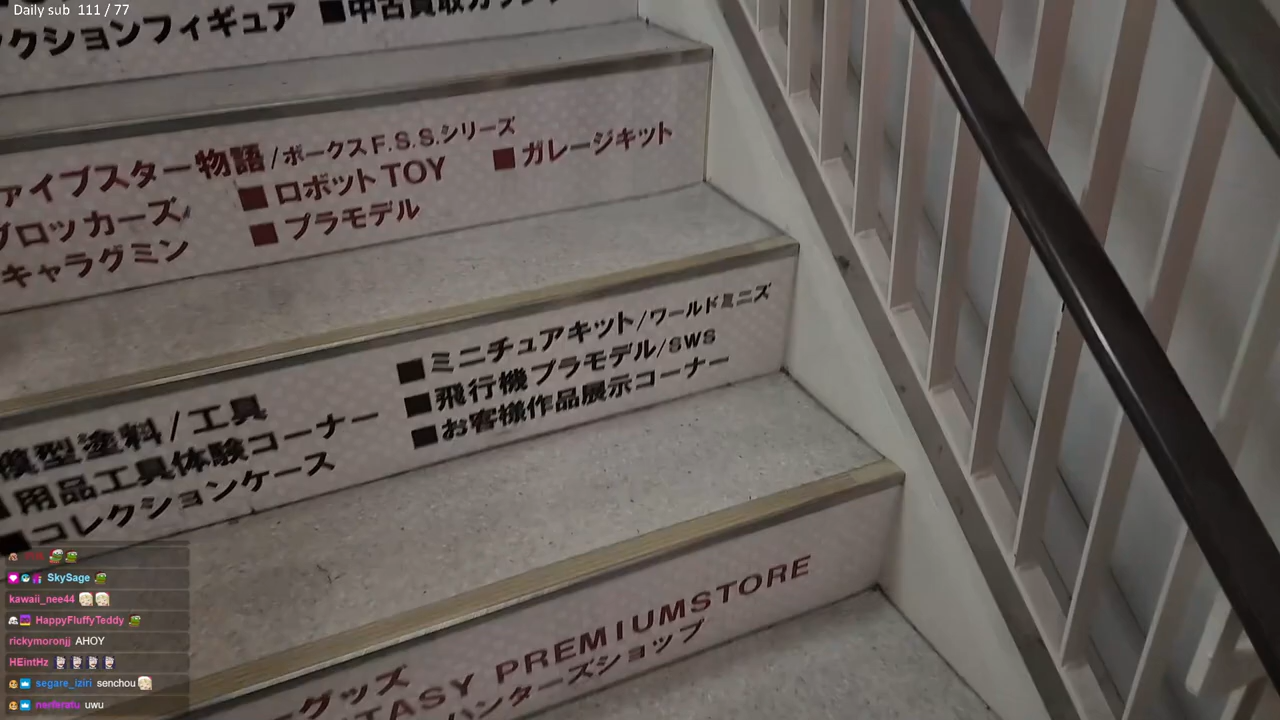 Daily sub 111 / 77
クションフィギュア
■中古買取カウンター
ァイブスター物語/ボークスF.S.S.シリーズ
ブロッカーズ
キャラグミン
■ロボットTOY
■プラモデル
■ガレージキット
模型塗料/工具
■用品工具体験コーナー
■コレクションケース
■ミニチュアキット/ワールドミニズ
■飛行機プラモデル/SWS
■お客様作品展示コーナー
ーグッズ
TASY PREMIUMSTORE
ハンターズショップ
SkySage
kawaii_nee44
HappyFluffyTeddy
rickymoronjj AHOY
HEintHz
segare_iziri senchou
neriferatu uwu